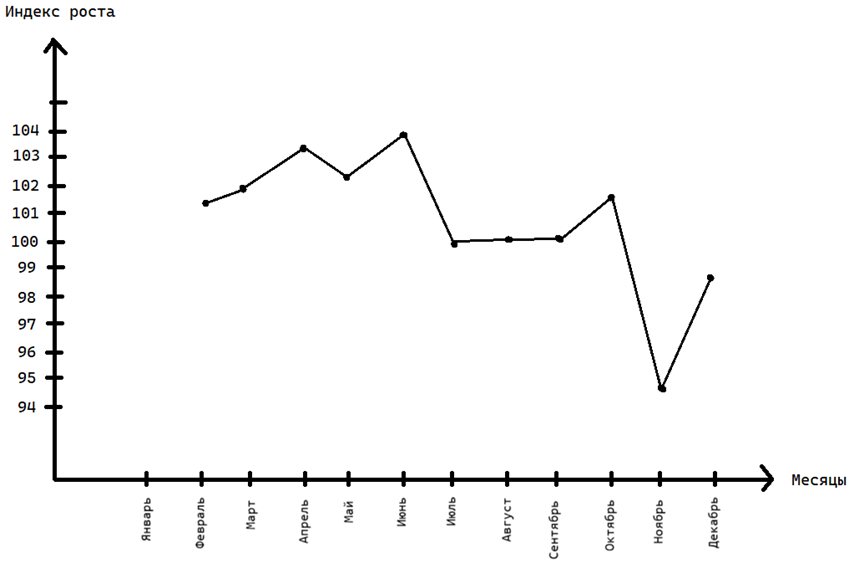 Индекс роста
104
103
102
101
100
99
98
97
96
95
94
Месяцы
Январь
Февраль
Март
Апрель
Май
Июнь
Июль
Август
Сентябрь
Октябрь
Ноябрь
Декабрь